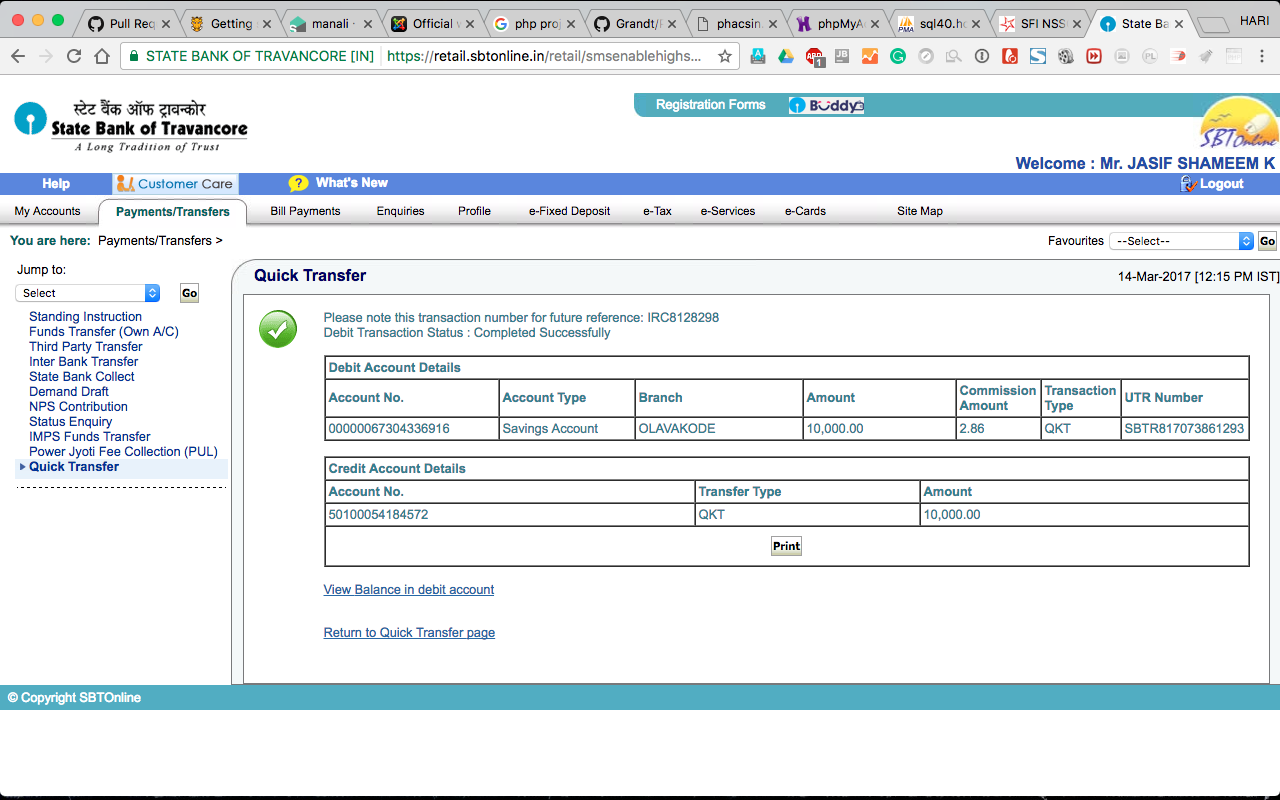 Pull Req
Getting
manali -
Official w
php proj
Grandt/P
phacsin.
phpMyA
sql40.ho
SFI NSS
State Ba
HARI
STATE BANK OF TRAVANCORE [IN]
https://retail.sbtonline.in/retail/smsenablehighs...
स्टेट बैंक ऑफ ट्रावन्कोर
State Bank of Travancore
A Long Tradition of Trust
Registration Forms
Buddy
SBTOnline
Welcome : Mr. JASIF SHAMEEM K
Help
Customer Care
? What's New
Logout
My Accounts
Payments/Transfers
Bill Payments
Enquiries
Profile
e-Fixed Deposit
e-Tax
e-Services
e-Cards
Site Map
You are here: Payments/Transfers >
Favourites
--Select--
Go
Jump to:
Select
Go
Standing Instruction
Funds Transfer (Own A/C)
Third Party Transfer
Inter Bank Transfer
State Bank Collect
Demand Draft
NPS Contribution
Status Enquiry
IMPS Funds Transfer
Power Jyoti Fee Collection (PUL)
Quick Transfer
Quick Transfer
14-Mar-2017 [12:15 PM IST]
Please note this transaction number for future reference: IRC8128298
Debit Transaction Status : Completed Successfully
Debit Account Details
Account No. Account Type Branch Amount Commission Amount Transaction Type UTR Number
00000067304336916 Savings Account OLAVAKODE 10,000.00 2.86 QKT SBTR817073861293
Credit Account Details
Account No. Transfer Type Amount
50100054184572 QKT 10,000.00
Print
View Balance in debit account
Return to Quick Transfer page
© Copyright SBTOnline